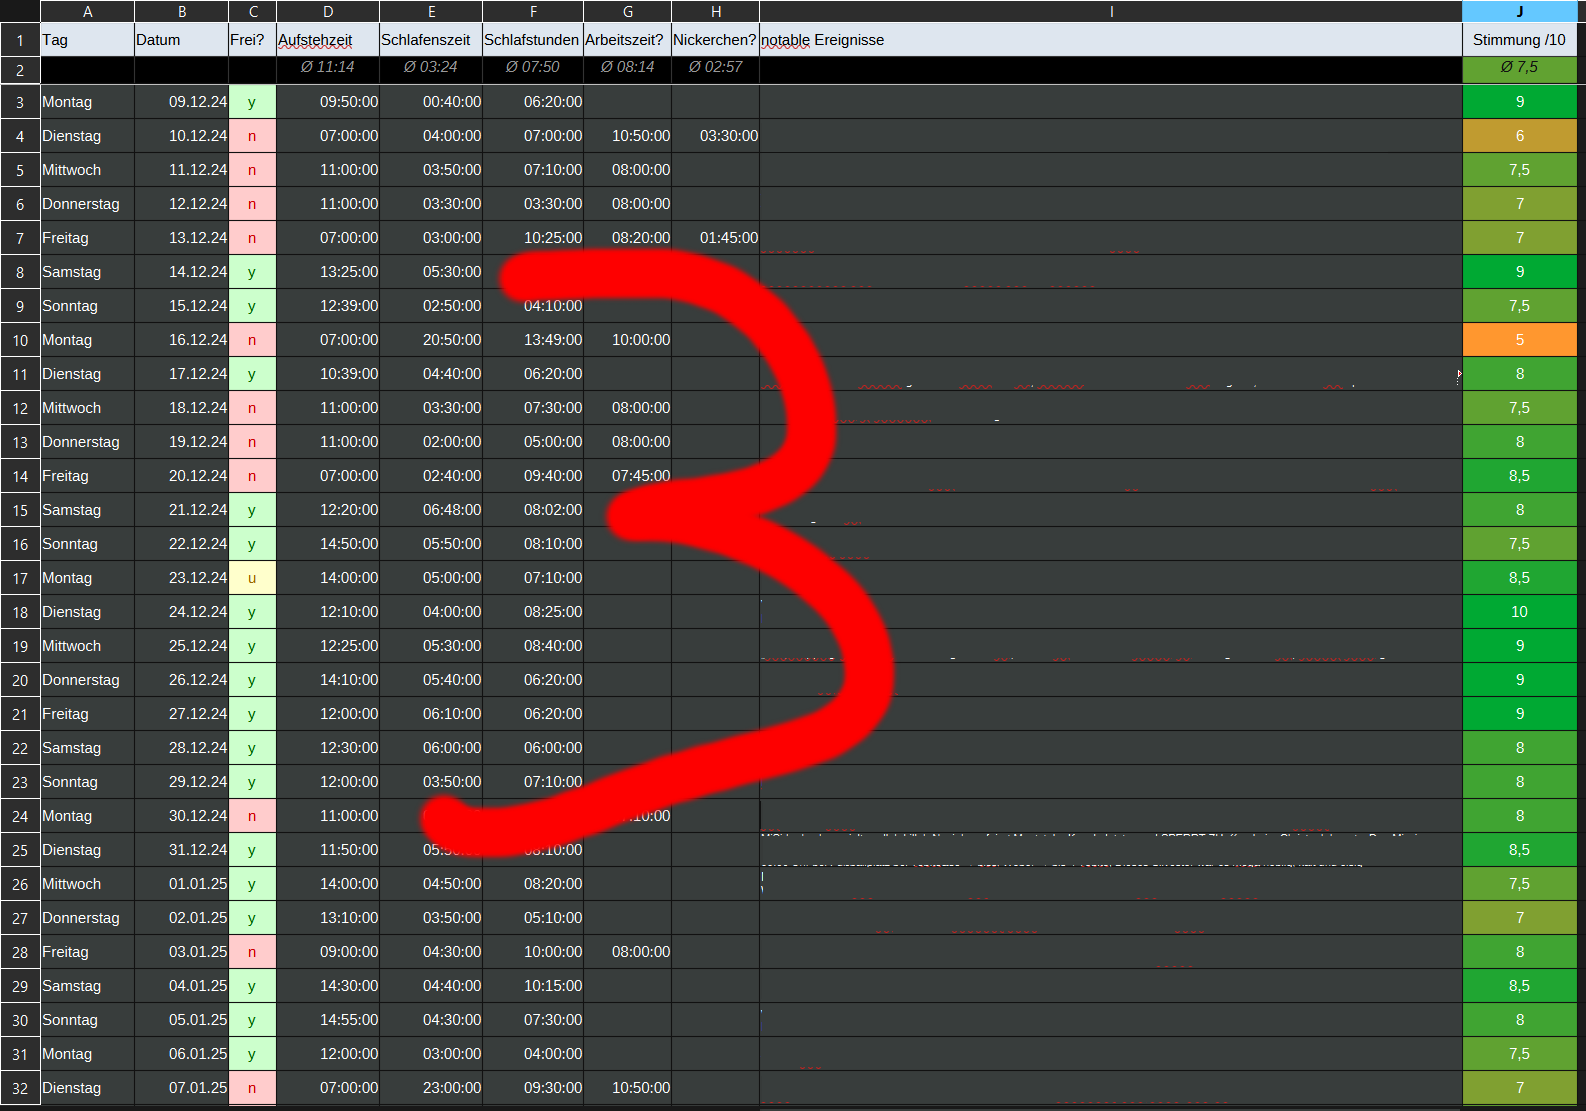 A B C D E F G H I J
1 Tag Datum Frei? Aufstehzeit Schlafenszeit Schlafstunden Arbeitszeit? Nickerchen? notable Ereignisse Stimmung /10
2 Ø 11:14 Ø 03:24 Ø 07:50 Ø 08:14 Ø 02:57 Ø 7,5
3 Montag 09.12.24 y 09:50:00 00:40:00 06:20:00 9
4 Dienstag 10.12.24 n 07:00:00 04:00:00 07:00:00 10:50:00 03:30:00 6
5 Mittwoch 11.12.24 n 11:00:00 03:50:00 07:10:00 08:00:00 7,5
6 Donnerstag 12.12.24 n 11:00:00 03:30:00 03:30:00 08:00:00 7
7 Freitag 13.12.24 n 07:00:00 03:00:00 10:25:00 08:20:00 01:45:00 7
8 Samstag 14.12.24 y 13:25:00 05:30:00 9
9 Sonntag 15.12.24 y 12:39:00 02:50:00 04:10:00 7,5
10 Montag 16.12.24 n 07:00:00 20:50:00 13:49:00 10:00:00 5
11 Dienstag 17.12.24 y 10:39:00 04:40:00 06:20:00 8
12 Mittwoch 18.12.24 n 11:00:00 03:30:00 07:30:00 08:00:00 7,5
13 Donnerstag 19.12.24 n 11:00:00 02:00:00 05:00:00 08:00:00 8
14 Freitag 20.12.24 n 07:00:00 02:40:00 09:40:00 07:45:00 8,5
15 Samstag 21.12.24 y 12:20:00 06:48:00 08:02:00 8
16 Sonntag 22.12.24 y 14:50:00 05:50:00 08:10:00 7,5
17 Montag 23.12.24 u 14:00:00 05:00:00 07:10:00 8,5
18 Dienstag 24.12.24 y 12:10:00 04:00:00 08:25:00 10
19 Mittwoch 25.12.24 y 12:25:00 05:30:00 08:40:00 9
20 Donnerstag 26.12.24 y 14:10:00 05:40:00 06:20:00 9
21 Freitag 27.12.24 y 12:00:00 06:10:00 06:20:00 9
22 Samstag 28.12.24 y 12:30:00 06:00:00 06:00:00 8
23 Sonntag 29.12.24 y 12:00:00 03:50:00 07:10:00 8
24 Montag 30.12.24 n 11:00:00 8
25 Dienstag 31.12.24 y 11:50:00 08:10:00 8,5
26 Mittwoch 01.01.25 y 14:00:00 04:50:00 08:20:00 7,5
27 Donnerstag 02.01.25 y 13:10:00 03:50:00 05:10:00 7
28 Freitag 03.01.25 n 09:00:00 04:30:00 10:00:00 08:00:00 8
29 Samstag 04.01.25 y 14:30:00 04:40:00 10:15:00 8,5
30 Sonntag 05.01.25 y 14:55:00 04:30:00 07:30:00 8
31 Montag 06.01.25 y 12:00:00 03:00:00 04:00:00 7,5
32 Dienstag 07.01.25 n 07:00:00 23:00:00 09:30:00 10:50:00 7
3